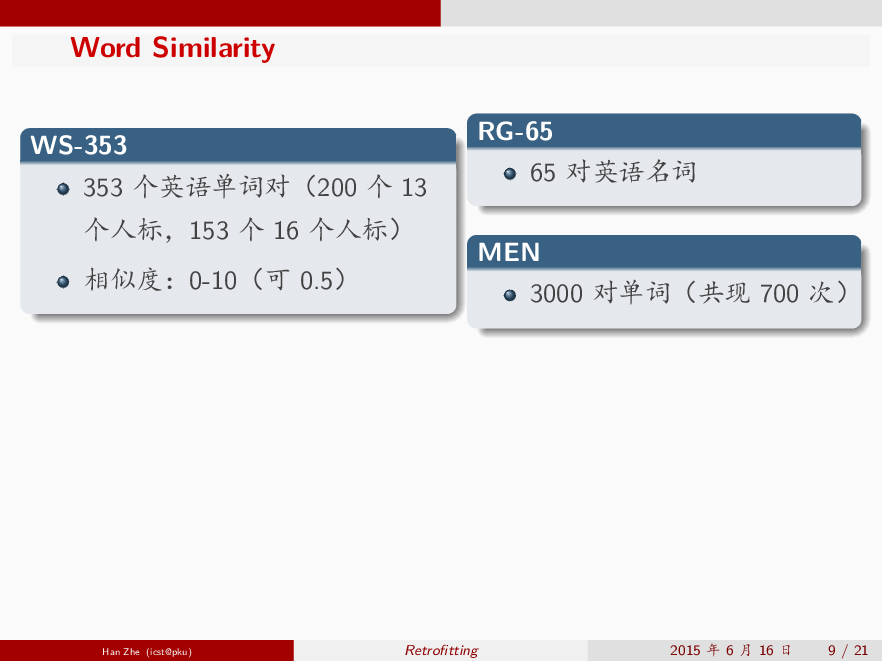 Word Similarity
WS-353
353 个英语单词对（200 个 13
个人标，153 个 16 个人标）
相似度：0-10（可 0.5）
RG-65
65 对英语名词
MEN
3000 对单词（共现 700 次）
Han Zhe (icst@pku)
Retrofitting
2015 年 6 月 16 日
9 / 21